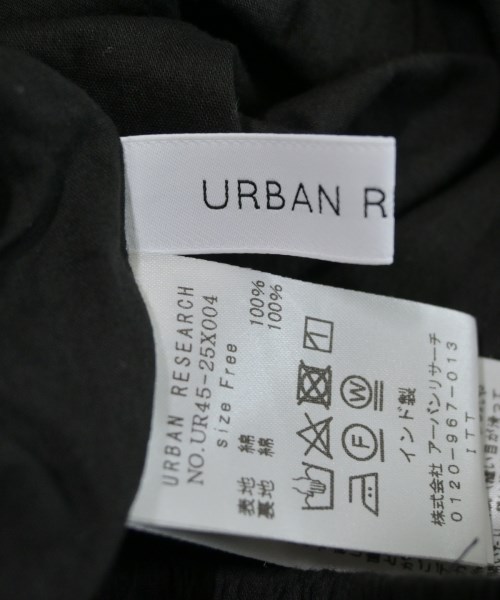 URBAN R
URBAN RESEARCH
NO.UR45-25X004
size Free
表地 綿 100%
裏地 綿 100%
W
F
インド製
株式会社 アーバンリサーチ
0120-967-013
ITT